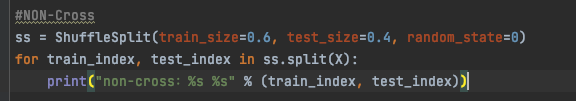 #NON-Cross
ss = ShuffleSplit(train_size=0.6, test_size=0.4, random_state=0)
for train_index, test_index in ss.split(X):
    print("non-cross: %s %s" % (train_index, test_index))